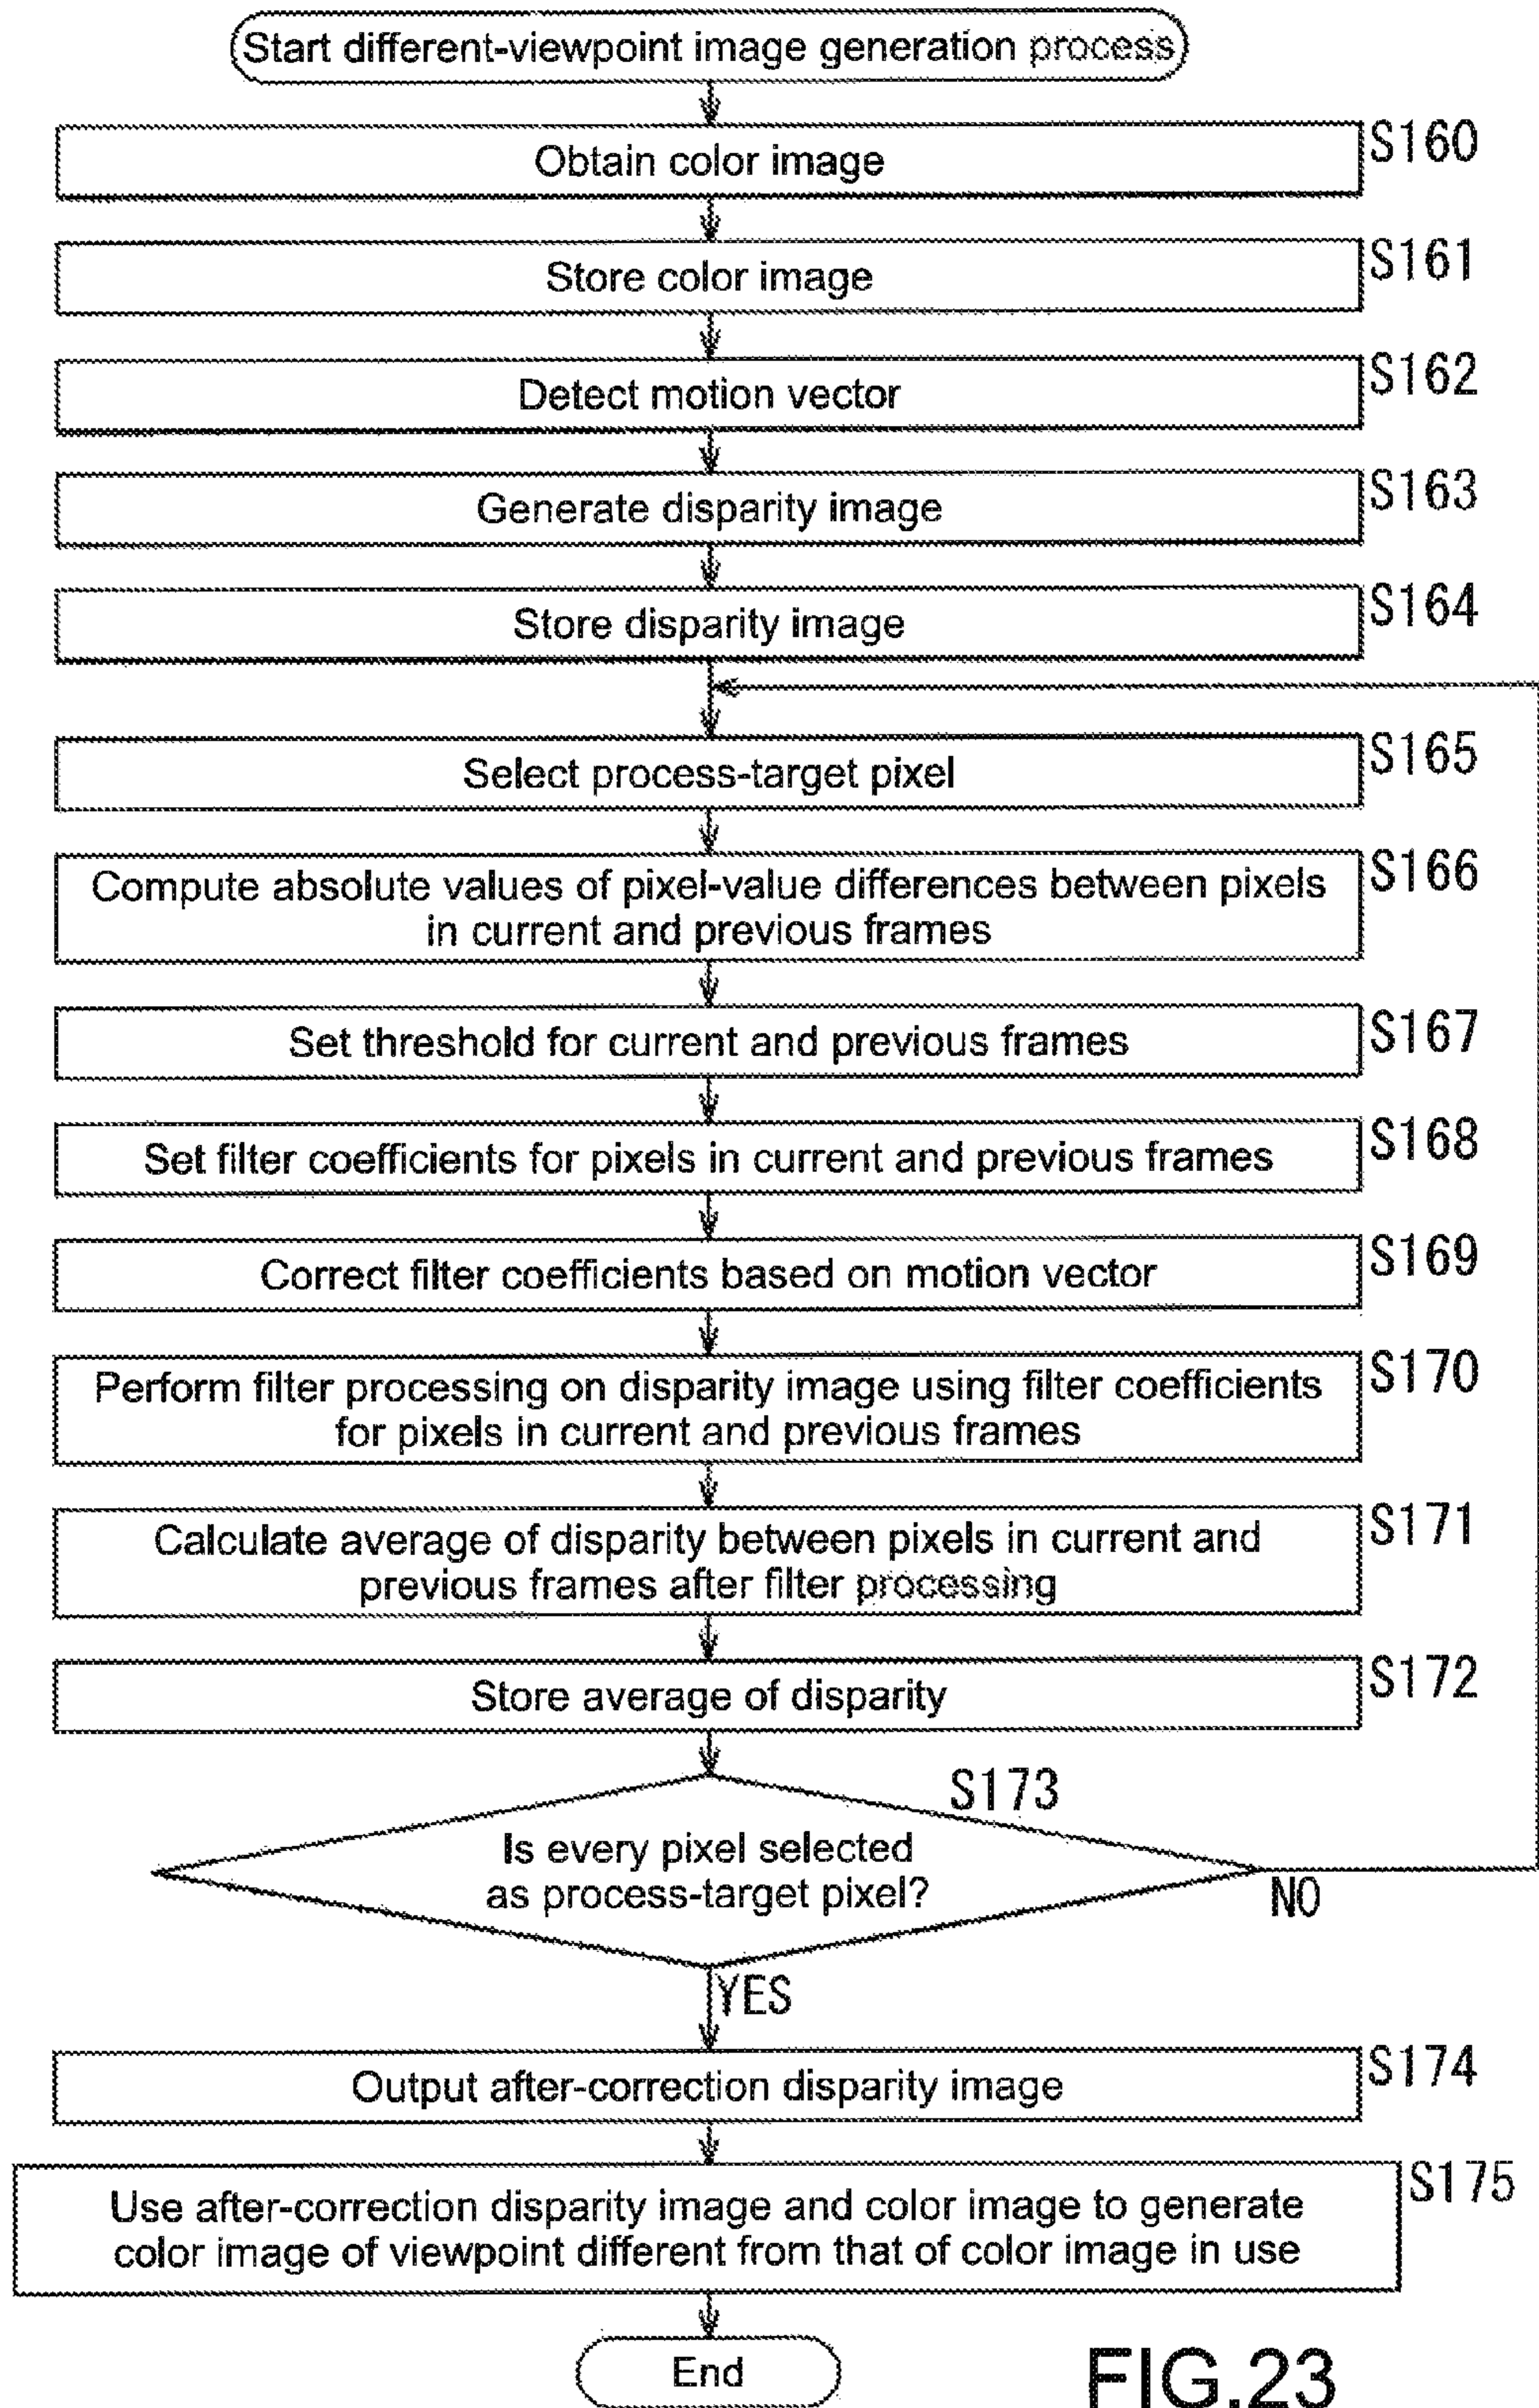 Start different-viewpoint image generation process
S160
Obtain color image
S161
Store color image
S162
Detect motion vector
S163
Generate disparity image
S164
Store disparity image
S165
Select process-target pixel
S166
Compute absolute values of pixel-value differences between pixels
in current and previous frames
S167
Set threshold for current and previous frames
S168
Set filter coefficients for pixels in current and previous frames
S169
Correct filter coefficients based on motion vector
S170
Perform filter processing on disparity image using filter coefficients
for pixels in current and previous frames
S171
Calculate average of disparity between pixels in current and
previous frames after filter processing
S172
Store average of disparity
S173
Is every pixel selected
as process-target pixel?
NO
YES
S174
Output after-correction disparity image
S175
Use after-correction disparity image and color image to generate
color image of viewpoint different from that of color image in use
End
FIG.23